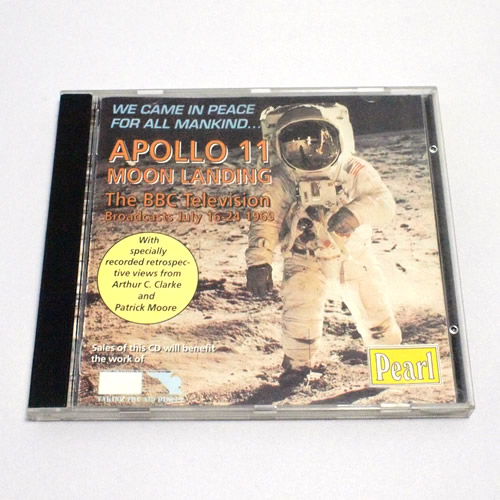 WE CAME IN PEACE
FOR ALL MANKIND...
APOLLO 11
MOON LANDING
The BBC Television
Broadcasts July 16-24 1969
With
specially
recorded retrospec-
tive views from
Arthur C. Clarke
and
Patrick Moore
Sales of this CD will benefit
the work of
Pearl